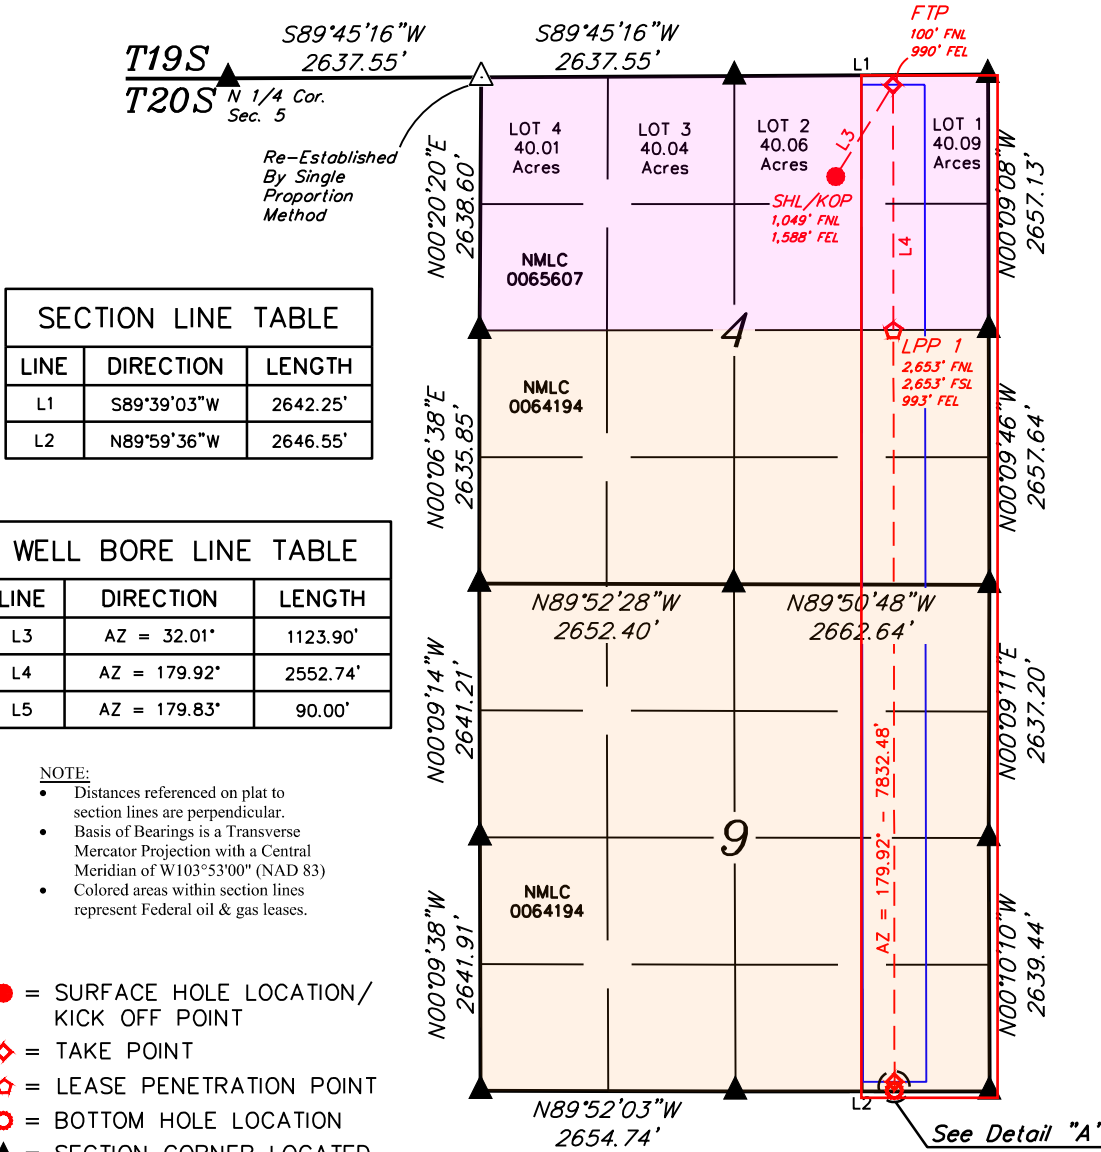 FTP
100' FNL
990' FEL
S89°45'16"W
2637.55'
S89°45'16"W
2637.55'
L1
T19S
T20S
N 1/4 Cor.
Sec. 5
Re-Established
By Single
Proportion
Method
LOT 4
40.01
Acres
LOT 3
40.04
Acres
LOT 2
40.06
Acres
LOT 1
40.09
Arces
L3
SHL/KOP
1,049' FNL
1,588' FEL
N00°20'20"E
2638.60'
N00°09'08"W
2657.13'
NMLC
0065607
L4
4
LPP 1
2,653' FNL
2,653' FSL
993' FEL
SECTION LINE TABLE
LINE DIRECTION LENGTH
L1 S89°39'03"W 2642.25'
L2 N89°59'36"W 2646.55'
NMLC
0064194
N00°06'38"E
2635.85'
N00°09'46"W
2657.64'
WELL BORE LINE TABLE
LINE DIRECTION LENGTH
L3 AZ = 32.01° 1123.90'
L4 AZ = 179.92° 2552.74'
L5 AZ = 179.83° 90.00'
N89°52'28"W
2652.40'
N89°50'48"W
2662.64'
N00°09'14"W
2641.21'
N00°09'11"E
2637.20'
AZ = 179.92° - 7832.48'
9
NOTE:
• Distances referenced on plat to
section lines are perpendicular.
• Basis of Bearings is a Transverse
Mercator Projection with a Central
Meridian of W103°53'00" (NAD 83)
• Colored areas within section lines
represent Federal oil & gas leases.
NMLC
0064194
N00°09'38"W
2641.91'
N00°10'10"W
2639.44'
= SURFACE HOLE LOCATION/
KICK OFF POINT
= TAKE POINT
= LEASE PENETRATION POINT
= BOTTOM HOLE LOCATION
= SECTION CORNER LOCATED
L2
N89°52'03"W
2654.74'
See Detail "A"